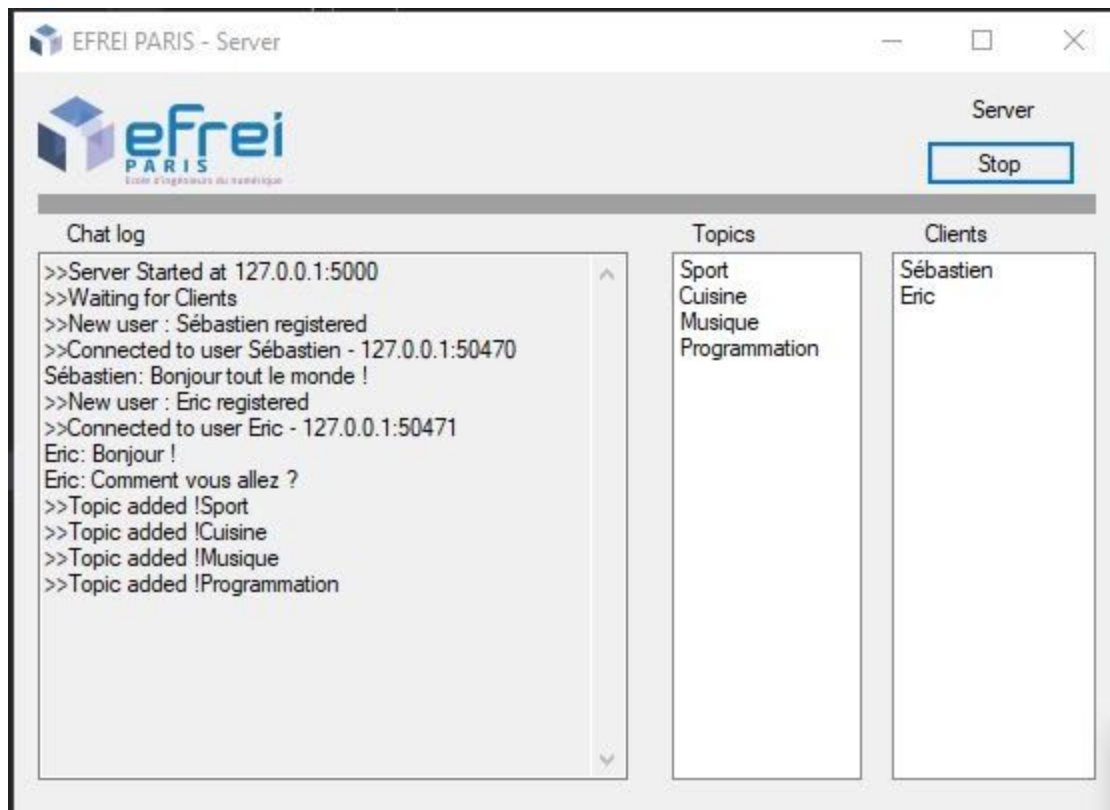 EFREI PARIS - Server
efrei
PARIS
Ecole d'ingénieurs du numérique
Server
Stop
Chat log
>>Server Started at 127.0.0.1:5000
>>Waiting for Clients
>>New user : Sébastien registered
>>Connected to user Sébastien - 127.0.0.1:50470
Sébastien: Bonjour tout le monde !
>>New user : Eric registered
>>Connected to user Eric - 127.0.0.1:50471
Eric: Bonjour !
Eric: Comment vous allez ?
>>Topic added !Sport
>>Topic added !Cuisine
>>Topic added !Musique
>>Topic added !Programmation
Topics
Sport
Cuisine
Musique
Programmation
Clients
Sébastien
Eric